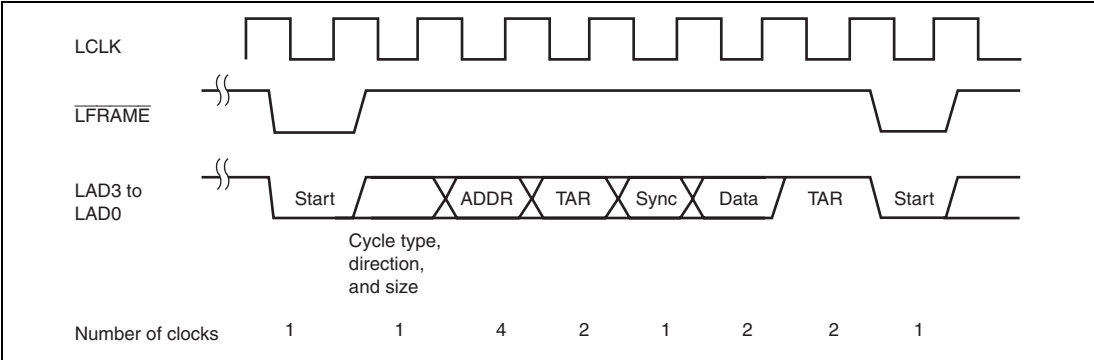 LCLK
LFRAME
LAD3 to
LAD0
Start
ADDR
TAR
Sync
Data
TAR
Start
Cycle type,
direction,
and size
Number of clocks 1 1 4 2 1 2 2 1